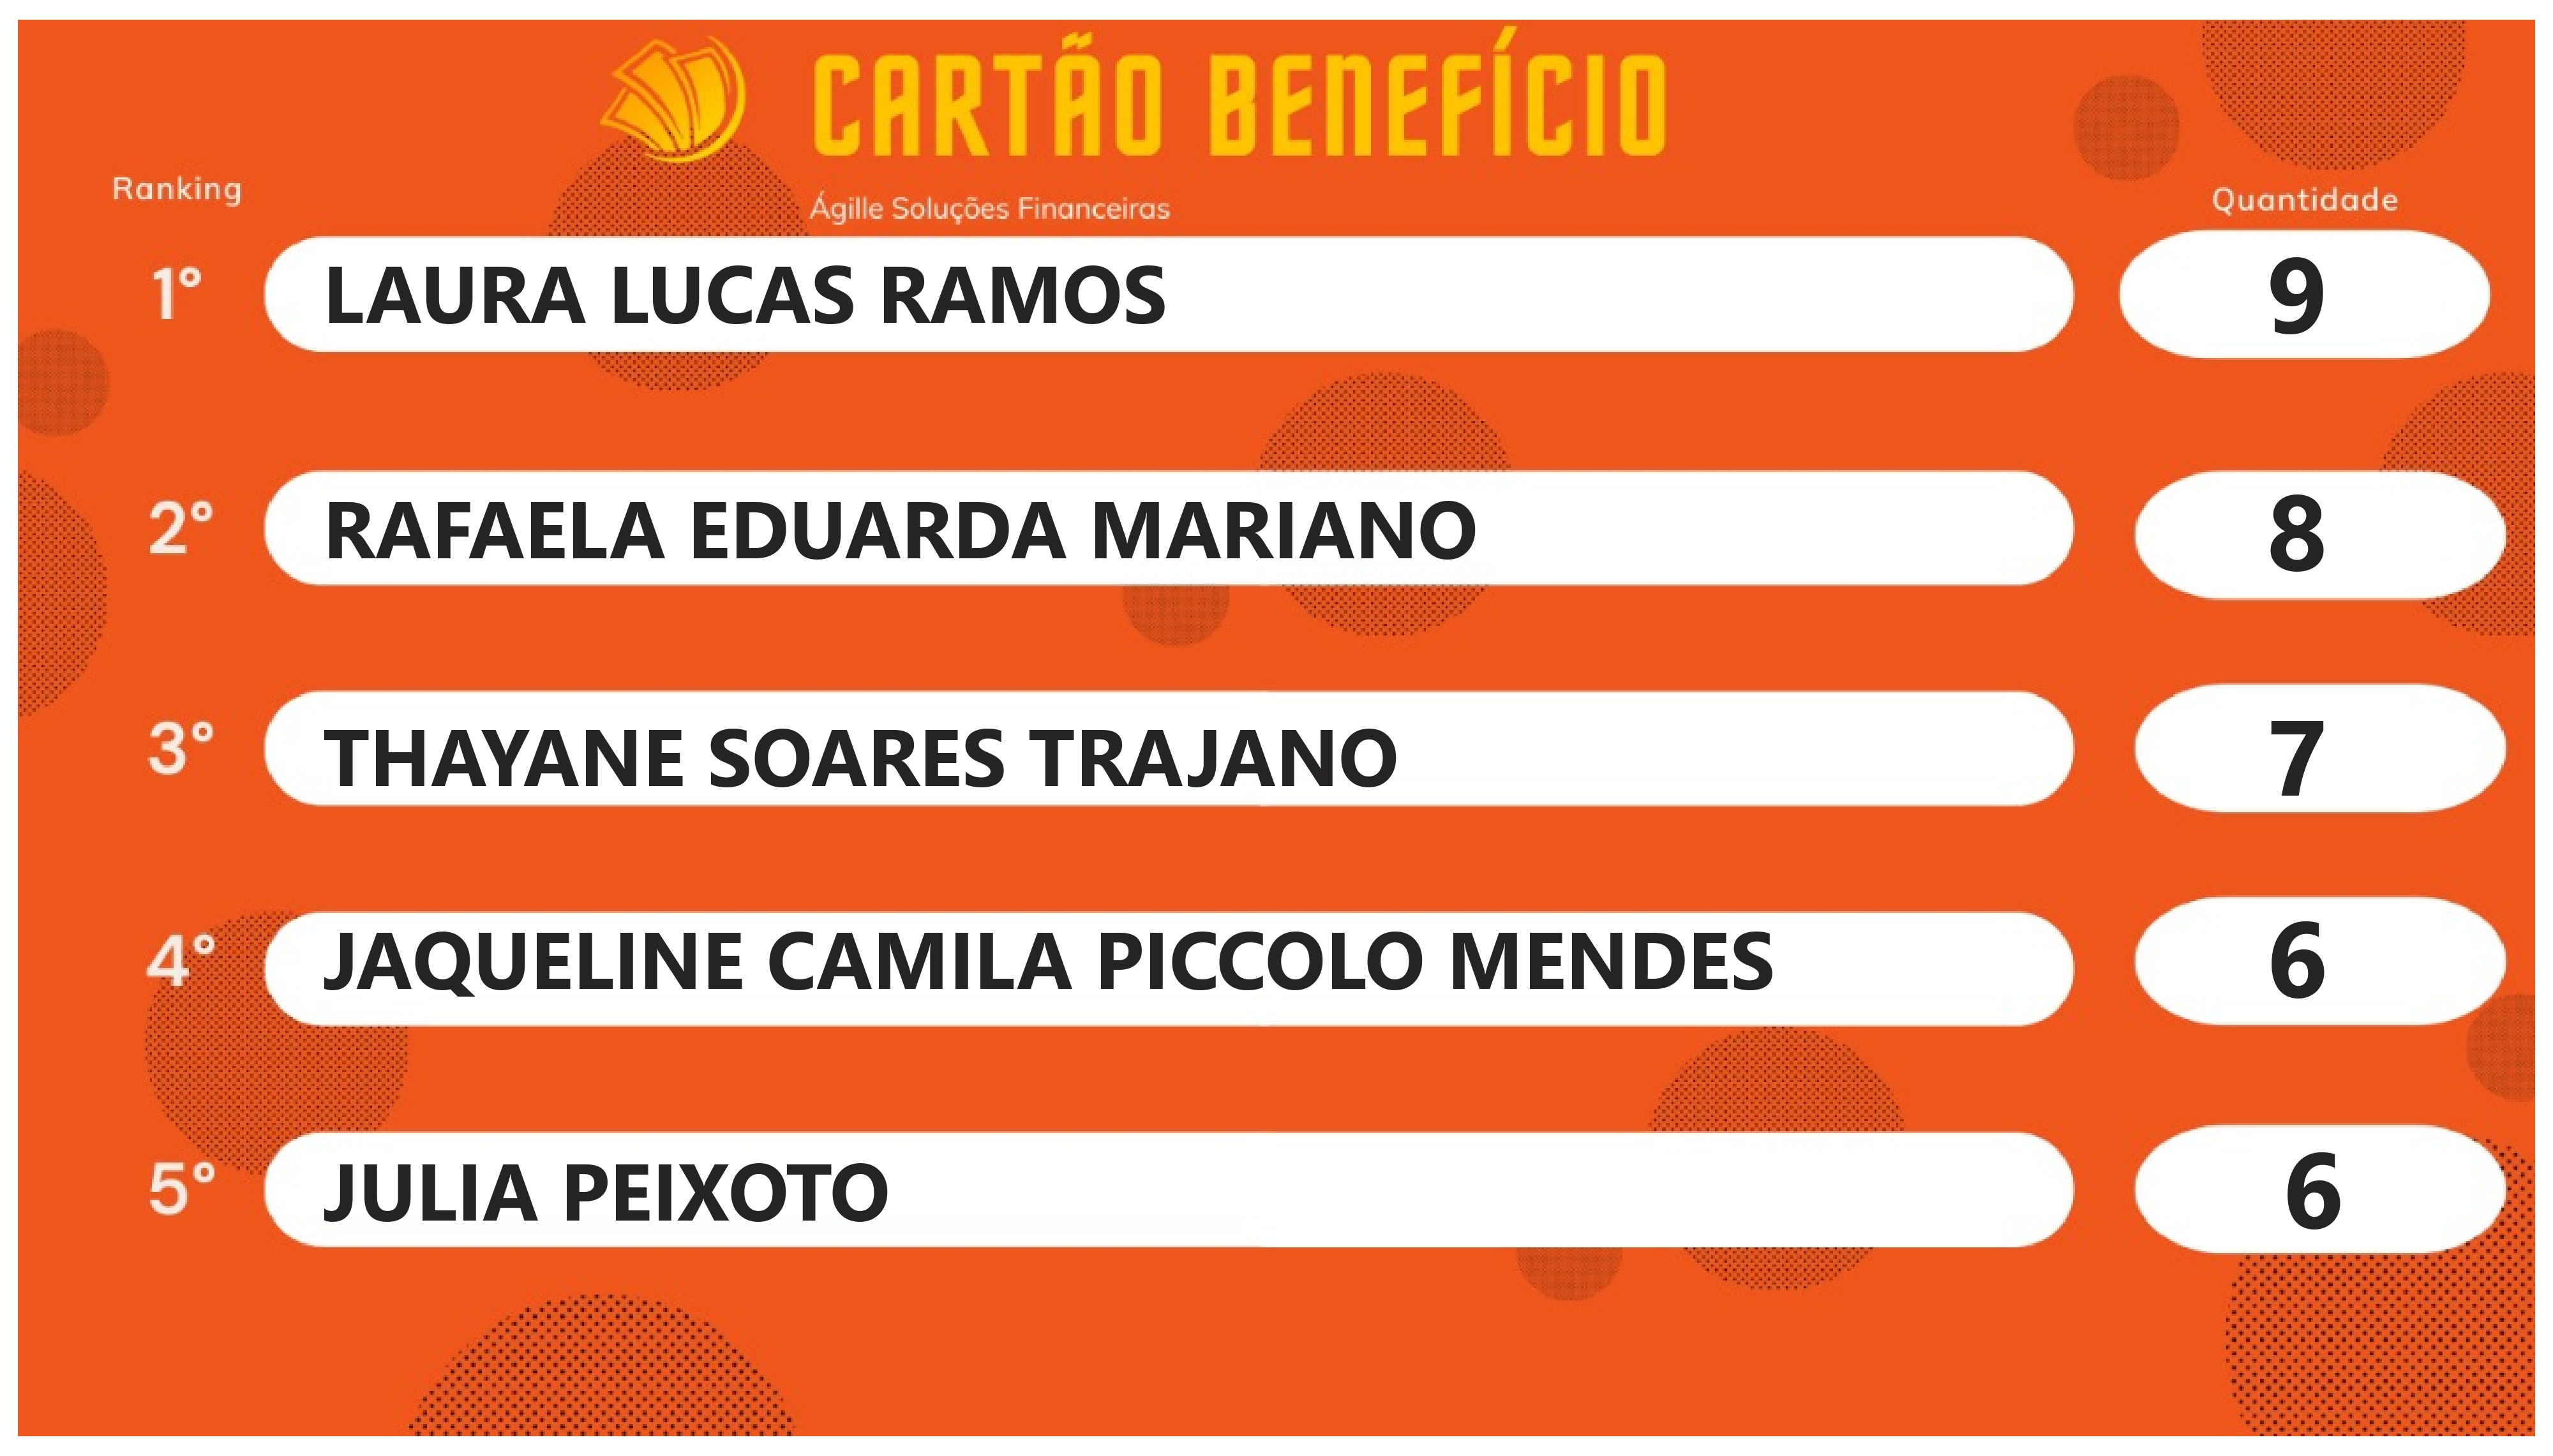 CARTÃO BENEFÍCIO
Ranking
Ágille Soluções Financeiras
Quantidade
1° LAURA LUCAS RAMOS 9
2° RAFAELA EDUARDA MARIANO 8
3° THAYANE SOARES TRAJANO 7
4° JAQUELINE CAMILA PICCOLO MENDES 6
5° JULIA PEIXOTO 6